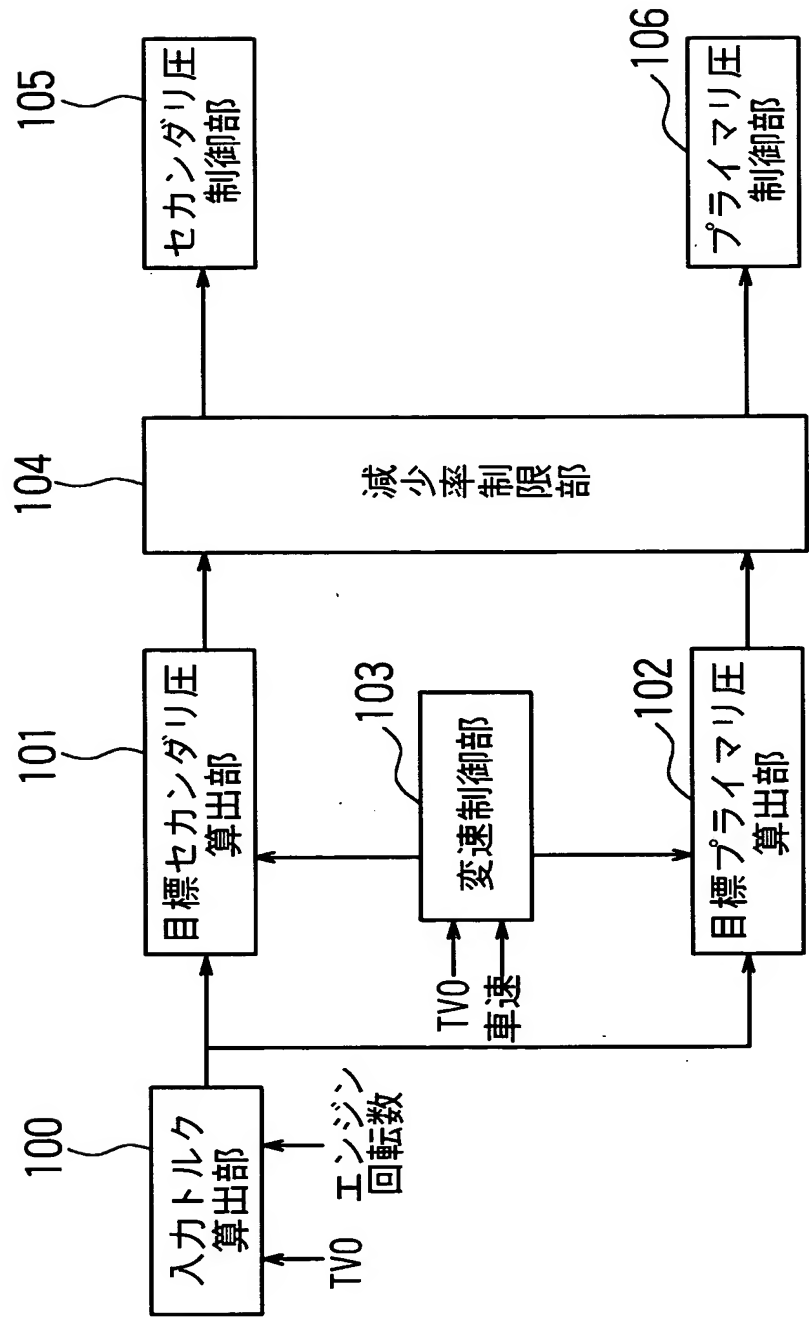 100
入力トルク
算出部
TVO
エンジン
回転数
101
目標セカンダリ圧
算出部
103
変速制御部
TVO
車速
102
目標プライマリ圧
算出部
104
減少率制限部
105
セカンダリ圧
制御部
106
プライマリ圧
制御部